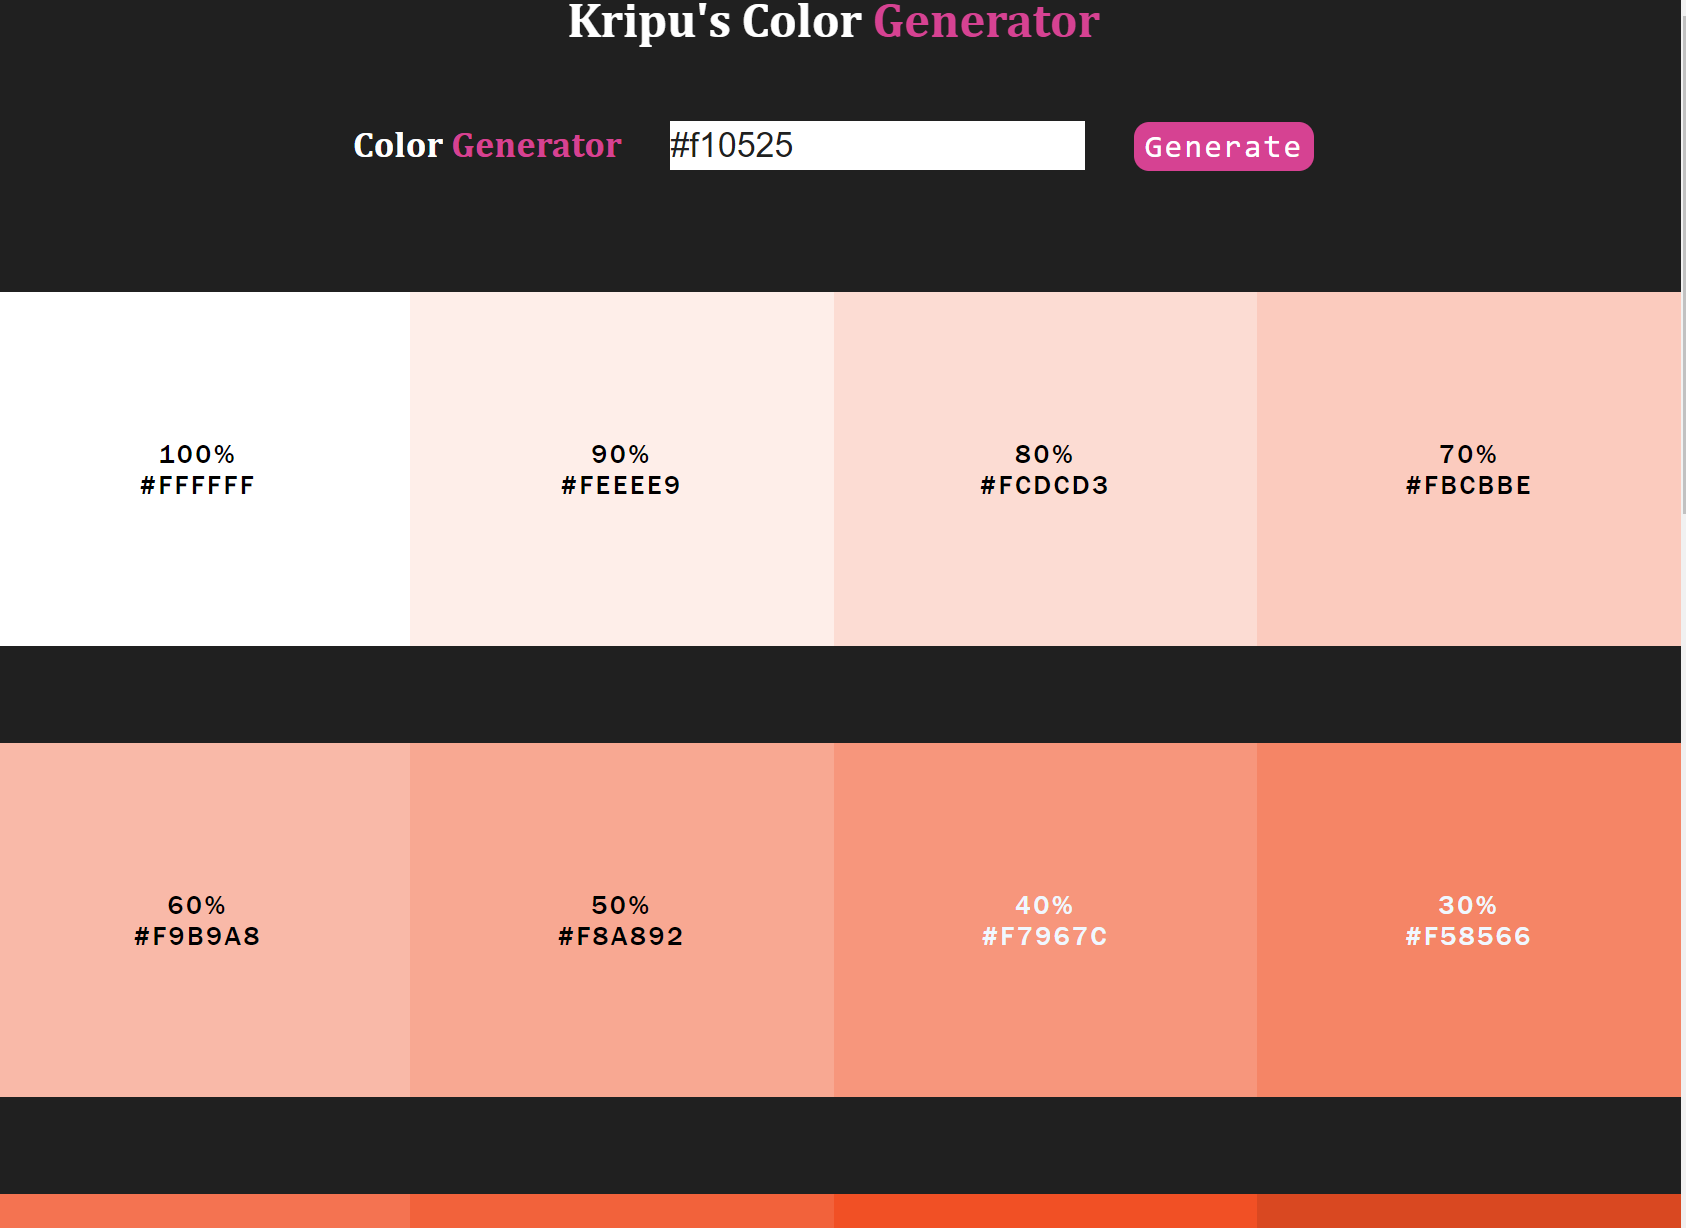 Kripu's Color Generator
Color Generator
#f10525
Generate
100%
#FFFFFF
90%
#FEEEE9
80%
#FCDCD3
70%
#FBCBBE
60%
#F9B9A8
50%
#F8A892
40%
#F7967C
30%
#F58566